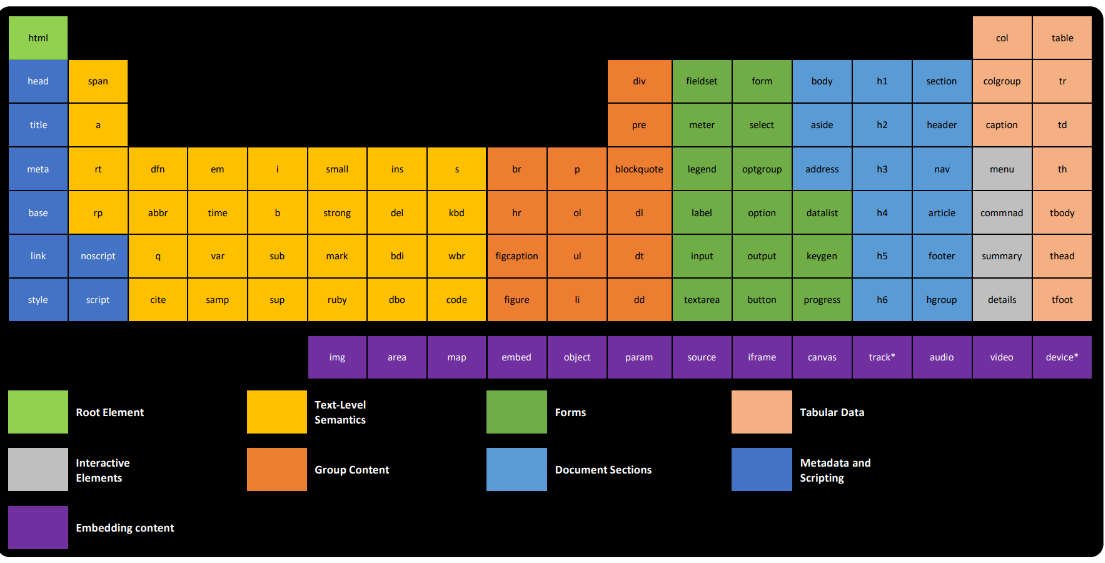 html col table
head span div fieldset form body h1 section colgroup tr
title a pre meter select aside h2 header caption td
meta rt dfn em i small ins s br p blockquote legend optgroup address h3 nav menu th
base rp abbr time b strong del kbd hr ol dl label option datalist h4 article commnad tbody
link noscript q var sub mark bdi wbr figcaption ul dt input output keygen h5 footer summary thead
style script cite samp sup ruby dbo code figure li dd textarea button progress h6 hgroup details tfoot
img area map embed object param source iframe canvas track* audio video device*
Root Element
Text-Level
Semantics
Forms
Tabular Data
Interactive
Elements
Group Content
Document Sections
Metadata and
Scripting
Embedding content